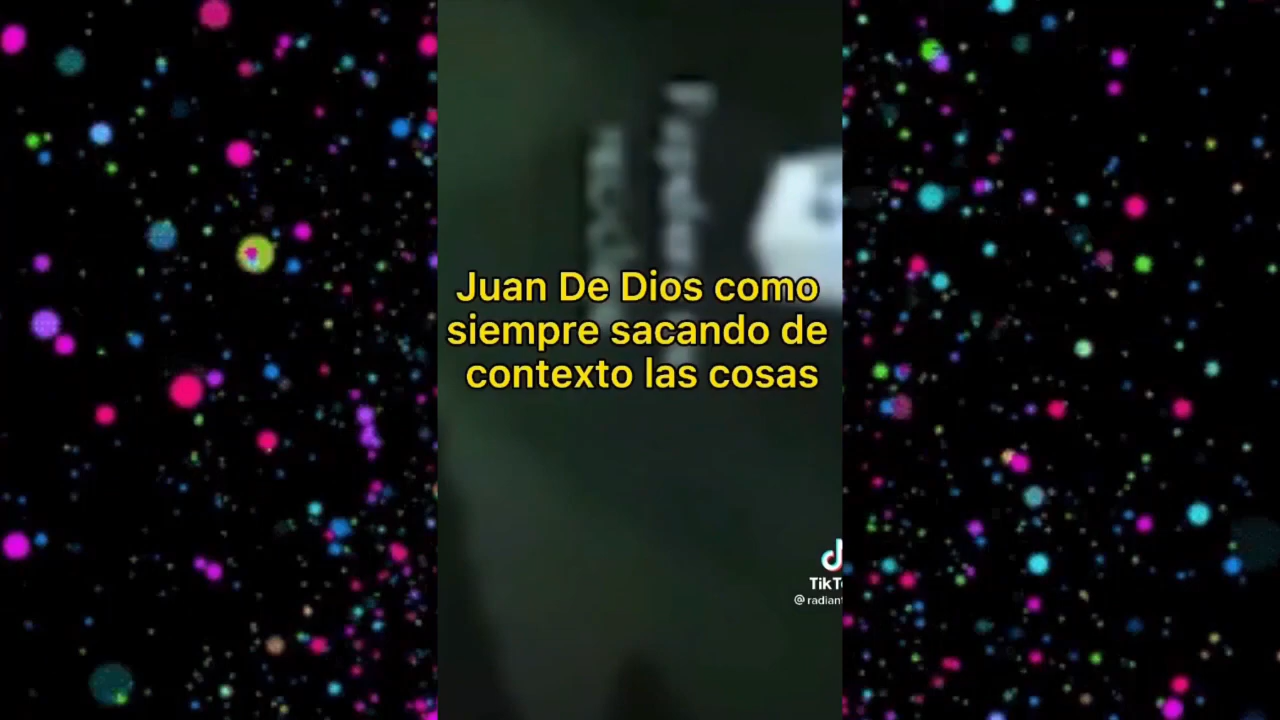 Juan De Dios como
siempre sacando de
contexto las cosas
TikT
@radian